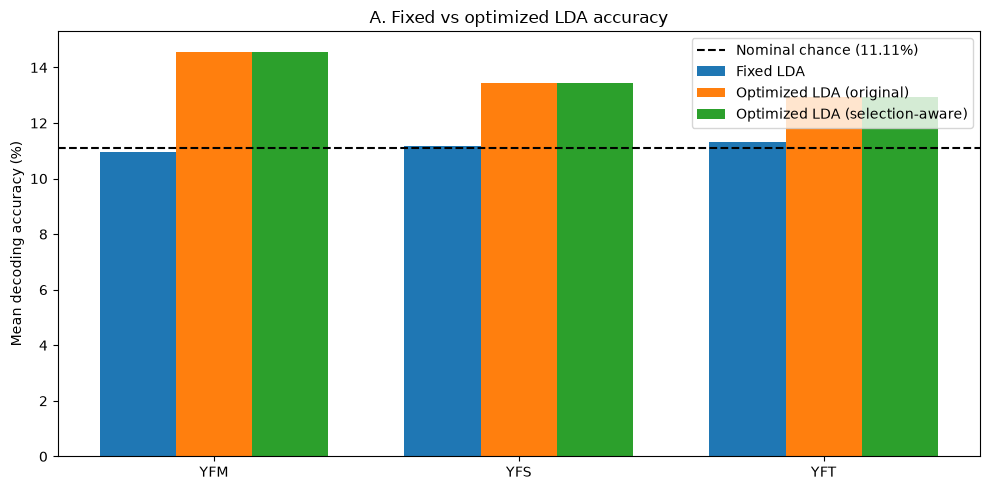 A. Fixed vs optimized LDA accuracy
Mean decoding accuracy (%)
14
12
10
8
6
4
2
0
Nominal chance (11.11%)
Fixed LDA
Optimized LDA (original)
Optimized LDA (selection-aware)
YFM
YFS
YFT